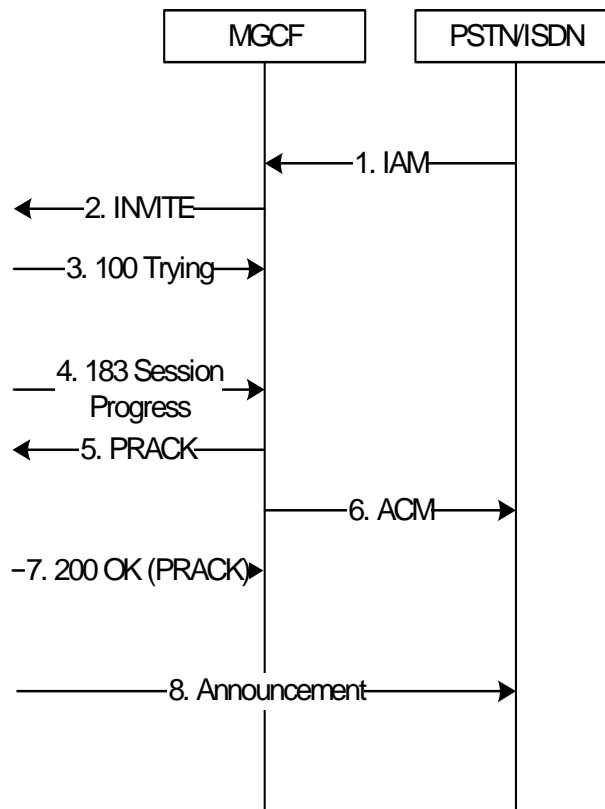 MGCF
PSTN/ISDN
1. IAM
2. INVITE
3. 100 Trying
4. 183 Session
Progress
5. PRACK
6. ACM
7. 200 OK (PRACK)
8. Announcement